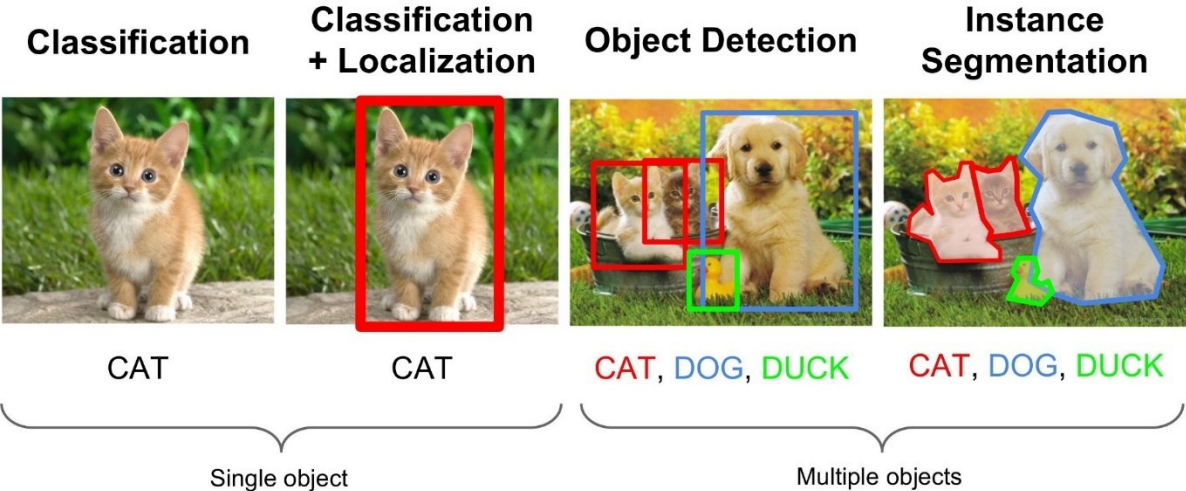 Classification
Classification
+ Localization
Object Detection
Instance
Segmentation
CAT
CAT
CAT, DOG, DUCK
CAT, DOG, DUCK
Single object
Multiple objects